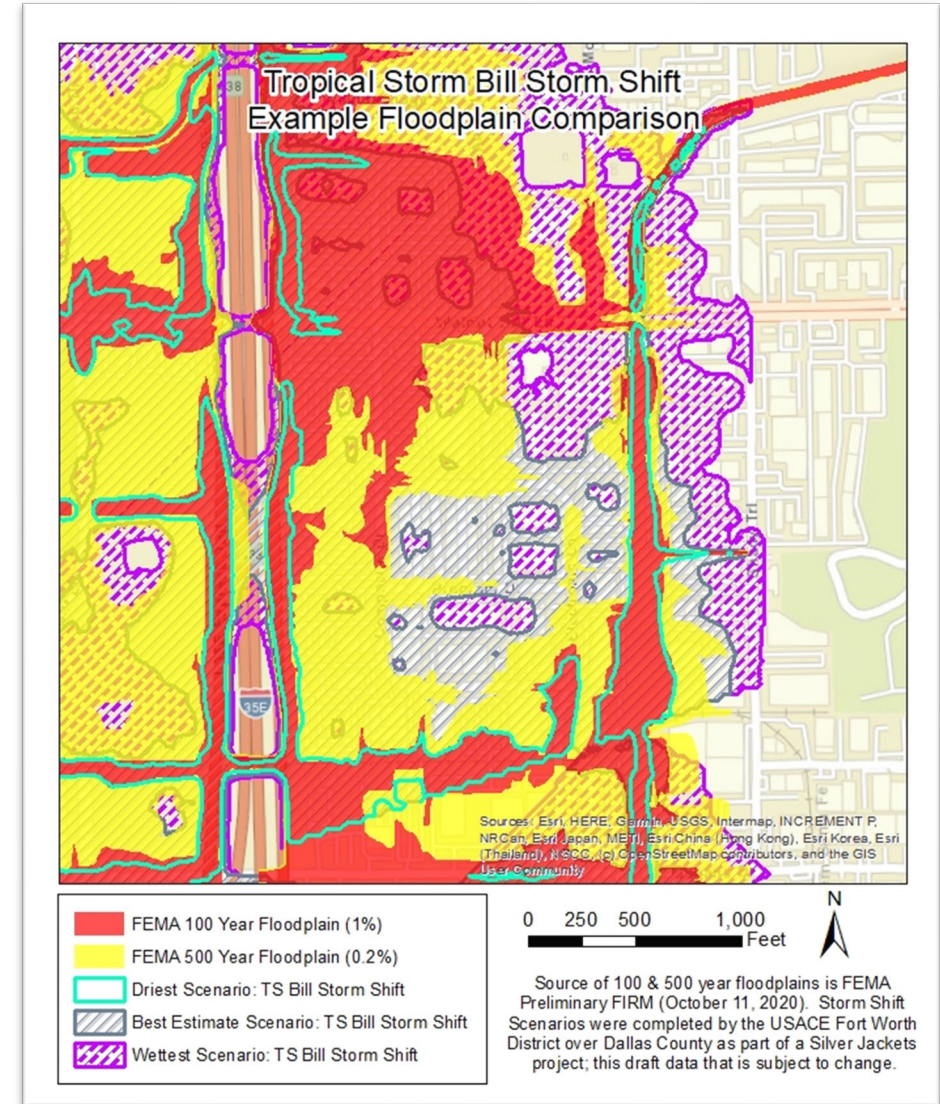 Tropical Storm Bill Storm Shift
Example Floodplain Comparison
38
35E
Trl
Sources: Esri, HERE, Garmin, USGS, Intermap, INCREMENT P,
NRCan, Esri Japan, METI, Esri China (Hong Kong), Esri Korea, Esri
(Thailand), NGCC, (c) OpenStreetMap contributors, and the GIS
User Community
FEMA 100 Year Floodplain (1%)
FEMA 500 Year Floodplain (0.2%)
Driest Scenario: TS Bill Storm Shift
Best Estimate Scenario: TS Bill Storm Shift
Wettest Scenario: TS Bill Storm Shift
N
0 250 500 1,000
Feet
Source of 100 & 500 year floodplains is FEMA
Preliminary FIRM (October 11, 2020). Storm Shift
Scenarios were completed by the USACE Fort Worth
District over Dallas County as part of a Silver Jackets
project; this draft data that is subject to change.